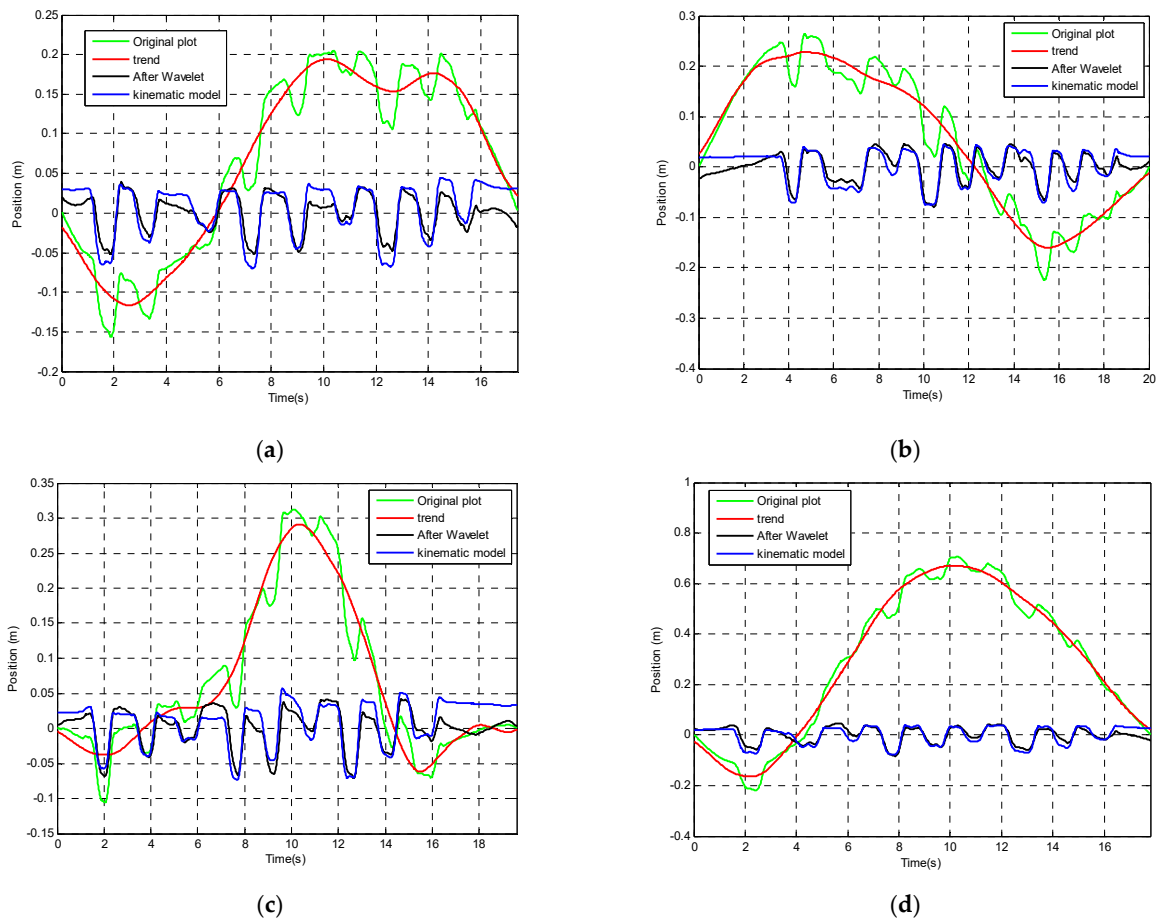 0.25
0.2
0.15
0.1
0.05
0
-0.05
-0.1
-0.15
-0.2
Position (m)
Original plot
trend
After Wavelet
kinematic model
0 2 4 6 8 10 12 14 16
Time(s)
(a)
0.3
0.2
0.1
0
-0.1
-0.2
-0.3
-0.4
Position (m)
Original plot
trend
After Wavelet
kinematic model
0 2 4 6 8 10 12 14 16 18 20
Time(s)
(b)
0.35
0.3
0.25
0.2
0.15
0.1
0.05
0
-0.05
-0.1
-0.15
Position (m)
Original plot
trend
After Wavelet
kinematic model
0 2 4 6 8 10 12 14 16 18
Time(s)
(c)
1
0.8
0.6
0.4
0.2
0
-0.2
-0.4
Position (m)
Original plot
trend
After Wavelet
kinematic model
0 2 4 6 8 10 12 14 16
Time(s)
(d)